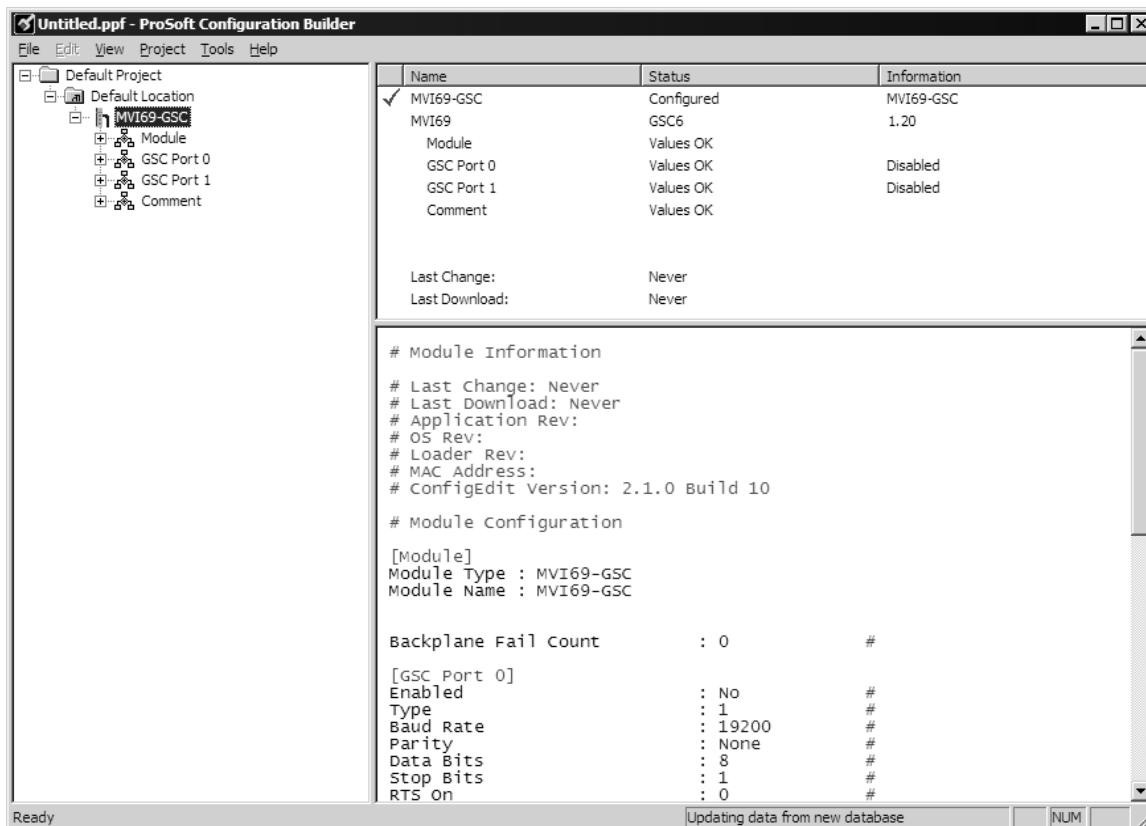 Untitled.ppf - ProSoft Configuration Builder
File Edit View Project Tools Help
Default Project
Default Location
MVI69-GSC
Module
GSC Port 0
GSC Port 1
Comment
Name Status Information
MVI69-GSC Configured MVI69-GSC
MVI69 GSC6 1.20
Module Values OK
GSC Port 0 Values OK Disabled
GSC Port 1 Values OK Disabled
Comment Values OK
Last Change: Never
Last Download: Never
# Module Information
# Last Change: Never
# Last Download: Never
# Application Rev:
# OS Rev:
# Loader Rev:
# MAC Address:
# ConfigEdit Version: 2.1.0 Build 10
# Module Configuration
[Module]
Module Type : MVI69-GSC
Module Name : MVI69-GSC
Backplane Fail Count : 0 #
[GSC Port 0]
Enabled : No #
Type : 1 #
Baud Rate : 19200 #
Parity : None #
Data Bits : 8 #
Stop Bits : 1 #
RTS On : 0 #
Ready Updating data from new database NUM